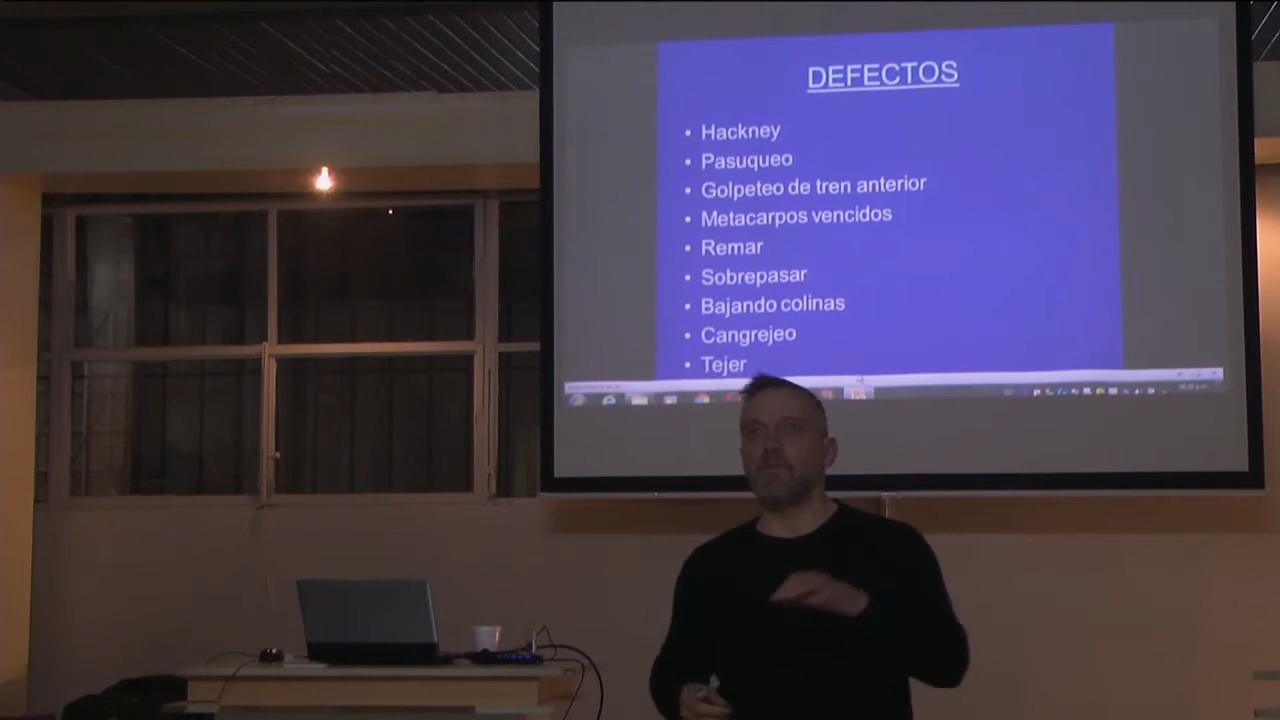 DEFECTOS
• Hackney
• Pasuqueo
• Golpeteo de tren anterior
• Metacarpos vencidos
• Remar
• Sobrepasar
• Bajando colinas
• Cangrejeo
• Tejer